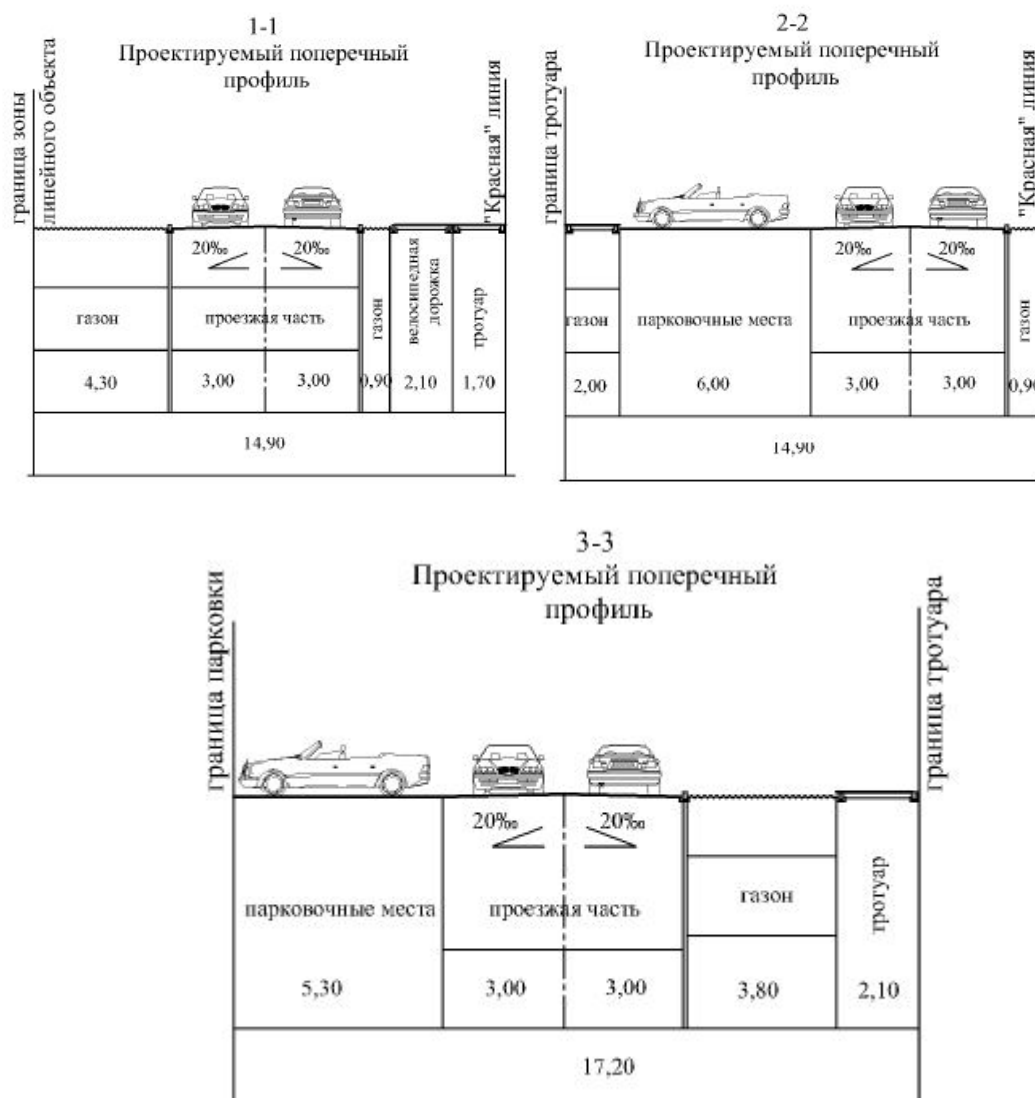 1-1
Проектируемый поперечный
профиль
граница зоны
линейного объекта
"Красная" линия
20‰ 20‰
газон
проезжая часть
газон
велосипедная
дорожка
тротуар
4,30 3,00 3,00 0,90 2,10 1,70
14,90
2-2
Проектируемый поперечный
профиль
граница тротуара
"Красная" линия
20‰ 20‰
газон
парковочные места
проезжая часть
газон
2,00 6,00 3,00 3,00 0,90
14,90
3-3
Проектируемый поперечный
профиль
граница парковки
граница тротуара
20‰ 20‰
парковочные места
проезжая часть
газон
тротуар
5,30 3,00 3,00 3,80 2,10
17,20